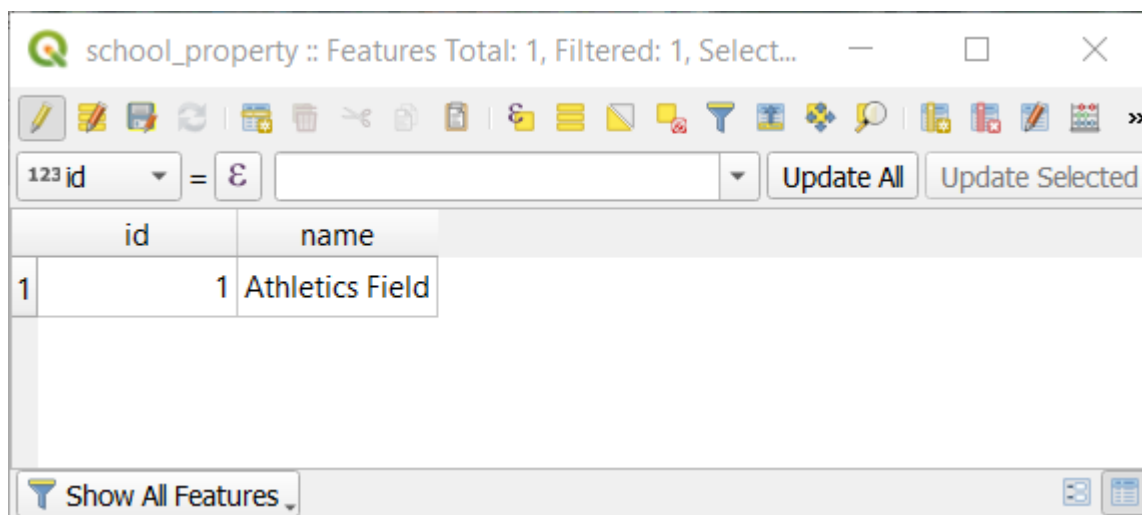 school_property :: Features Total: 1, Filtered: 1, Select...
»
123 id = ε Update All Update Selected
id name
1 1 Athletics Field
Show All Features